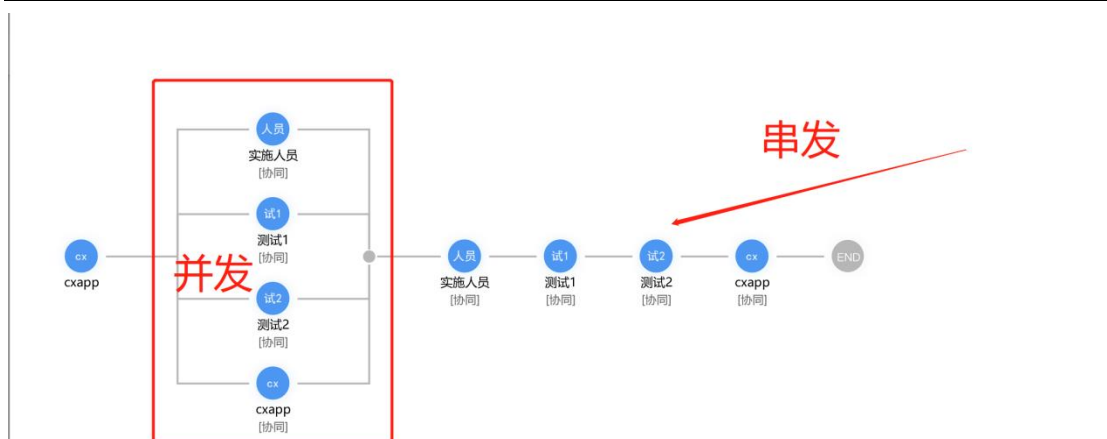 cx
cxapp
人员
实施人员
[协同]
试1
测试1
[协同]
并发
试2
测试2
[协同]
cx
cxapp
[协同]
人员
实施人员
[协同]
试1
测试1
[协同]
串发
试2
测试2
[协同]
cx
cxapp
[协同]
END